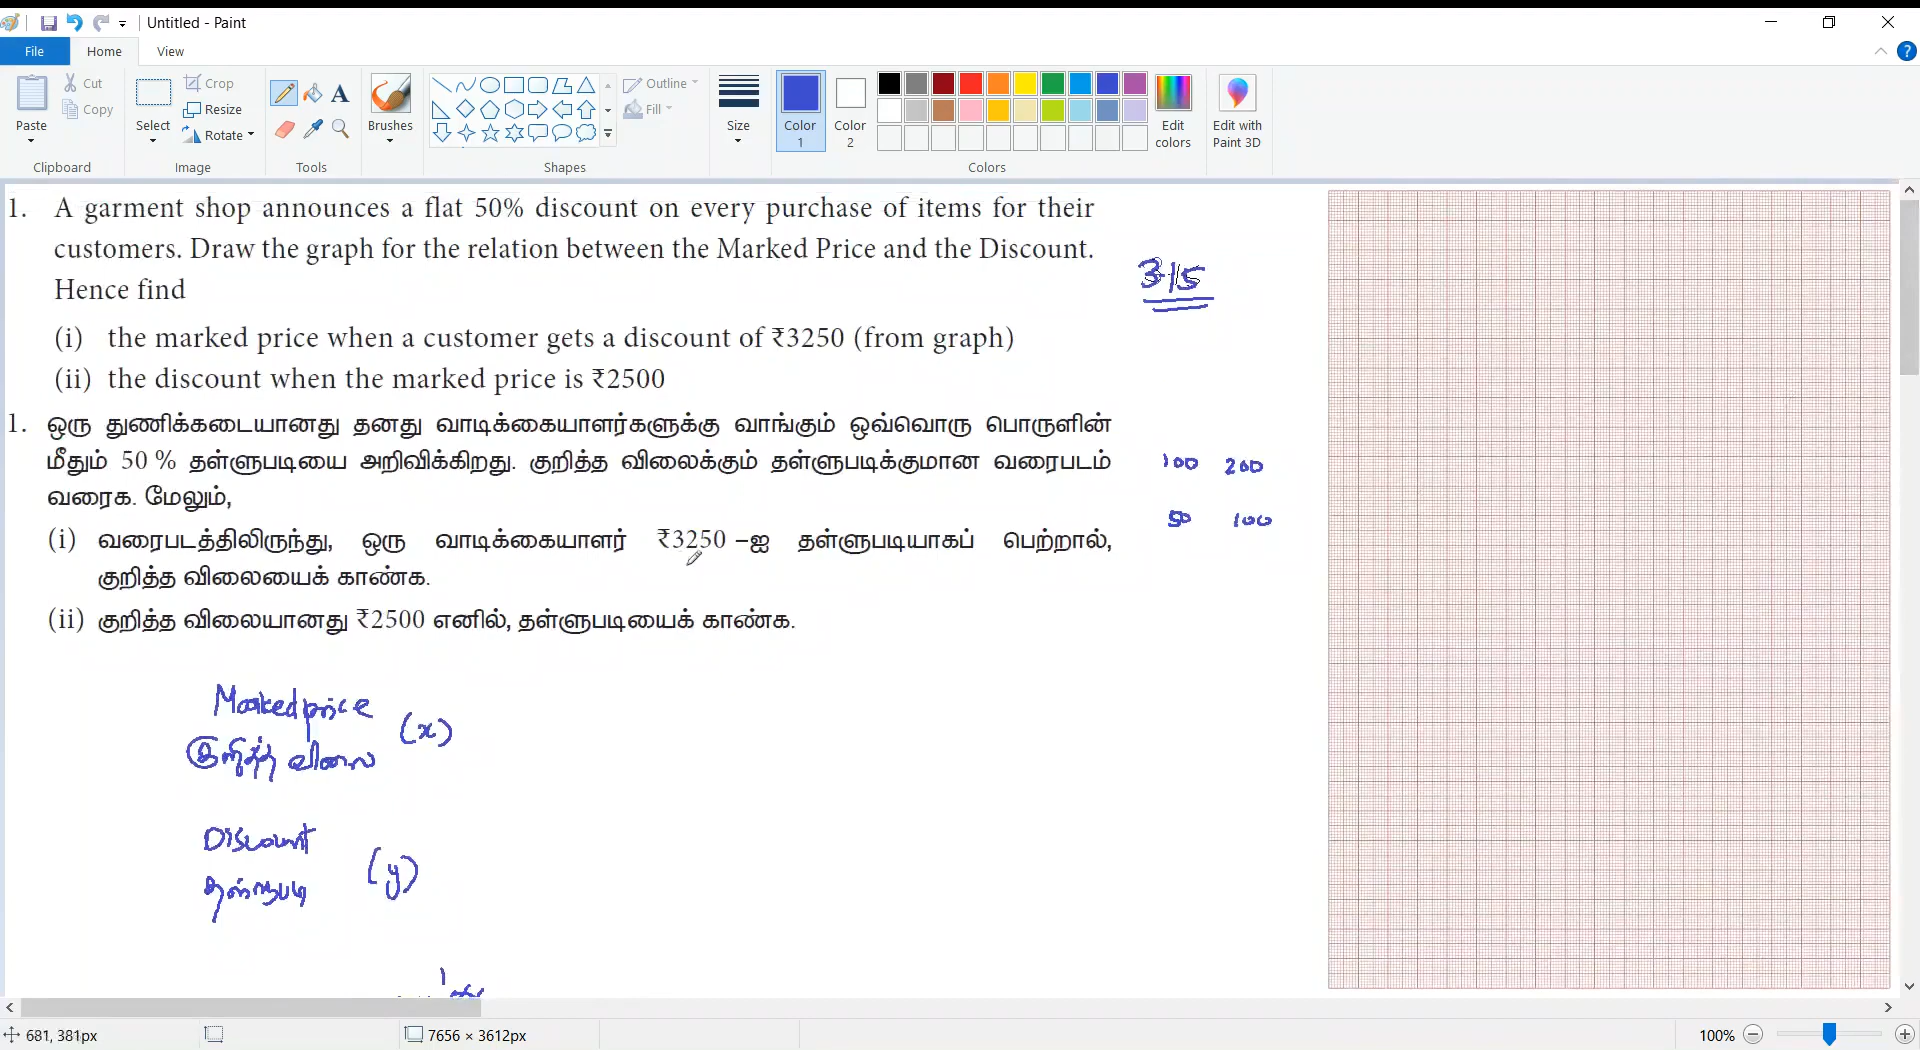 Untitled - Paint
File Home View
Paste
Cut
Copy
Clipboard
Select
Crop
Resize
Rotate
Image
Tools
Brushes
Shapes
Outline
Fill
Size
Color 1
Color 2
Colors
Edit colors
Edit with Paint 3D
1. A garment shop announces a flat 50% discount on every purchase of items for their
customers. Draw the graph for the relation between the Marked Price and the Discount.
Hence find
315
(i) the marked price when a customer gets a discount of ₹3250 (from graph)
(ii) the discount when the marked price is ₹2500
1. ஒரு துணிக்கடையானது தனது வாடிக்கையாளர்களுக்கு வாங்கும் ஒவ்வொரு பொருளின்
மீதும் 50 % தள்ளுபடியை அறிவிக்கிறது. குறித்த விலைக்கும் தள்ளுபடிக்குமான வரைபடம்
வரைக. மேலும்,
100 200
50 100
(i) வரைபடத்திலிருந்து, ஒரு வாடிக்கையாளர் ₹3250 –ஐ தள்ளுபடியாகப் பெற்றால்,
குறித்த விலையைக் காண்க.
(ii) குறித்த விலையானது ₹2500 எனில், தள்ளுபடியைக் காண்க.
Marked price
குறித்த விலை (x)
Discount
தள்ளுபடி (y)
681, 381px
7656 × 3612px
100%